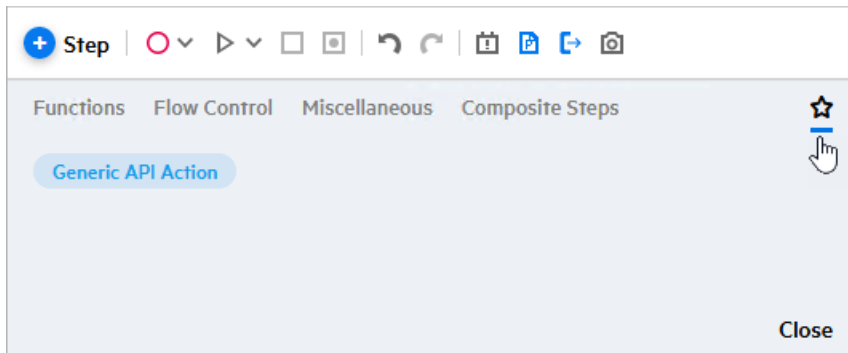 Step
Functions Flow Control Miscellaneous Composite Steps
Generic API Action
Close